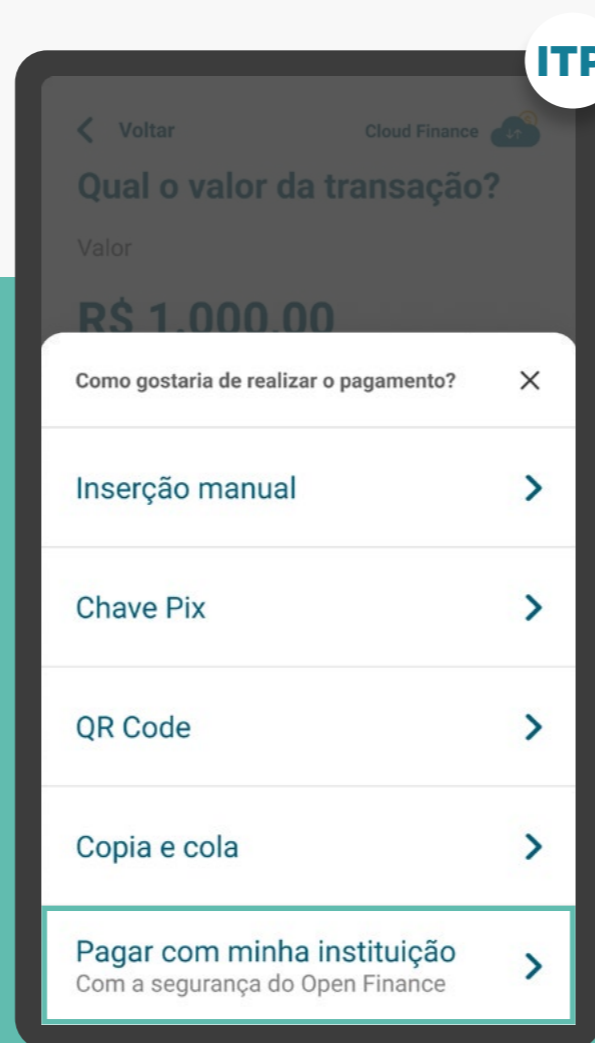 ITP
Voltar
Cloud Finance
Qual o valor da transação?
Valor
R$ 1.000,00
Como gostaria de realizar o pagamento?
Inserção manual
Chave Pix
QR Code
Copia e cola
Pagar com minha instituição
Com a segurança do Open Finance